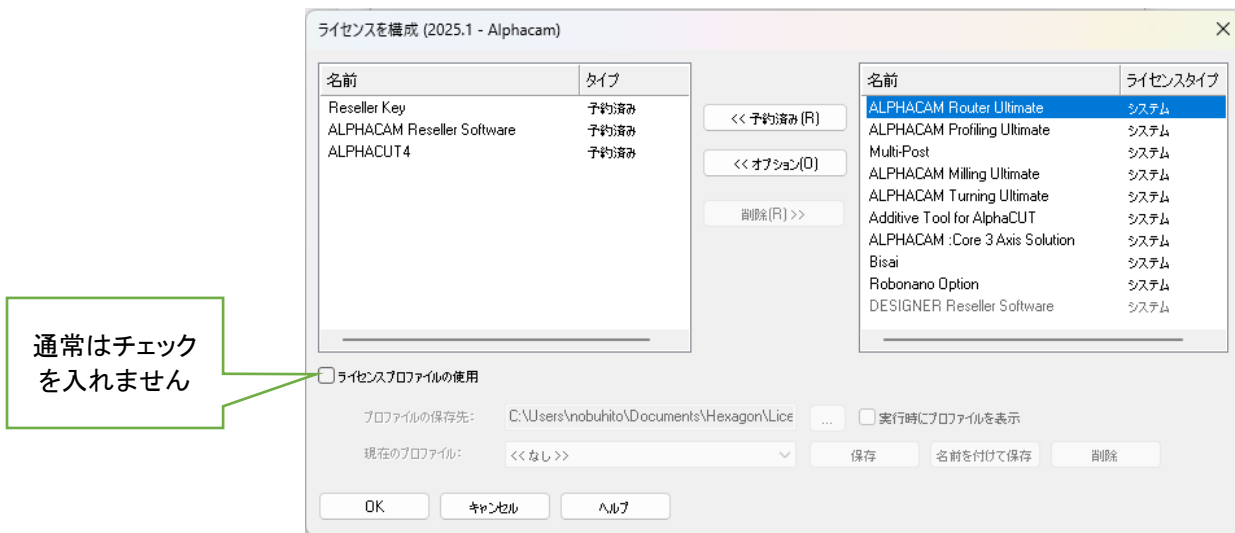 ライセンスを構成 (2025.1 - Alphacam)
名前 タイプ
Reseller Key 予約済み
ALPHACAM Reseller Software 予約済み
ALPHACUT4 予約済み
<< 予約済み(R)
<< オプション(O)
削除(R) >>
名前 ライセンスタイプ
ALPHACAM Router Ultimate システム
ALPHACAM Profiling Ultimate システム
Multi-Post システム
ALPHACAM Milling Ultimate システム
ALPHACAM Turning Ultimate システム
Additive Tool for AlphaCUT システム
ALPHACAM :Core 3 Axis Solution システム
Bisai システム
Robonano Option システム
DESIGNER Reseller Software システム
通常はチェック
を入れません
ライセンスプロファイルの使用
プロファイルの保存先: C:\Users\nobuhito\Documents\Hexagon\Lice ... 実行時にプロファイルを表示
現在のプロファイル: << なし >> 保存 名前を付けて保存 削除
OK キャンセル ヘルプ